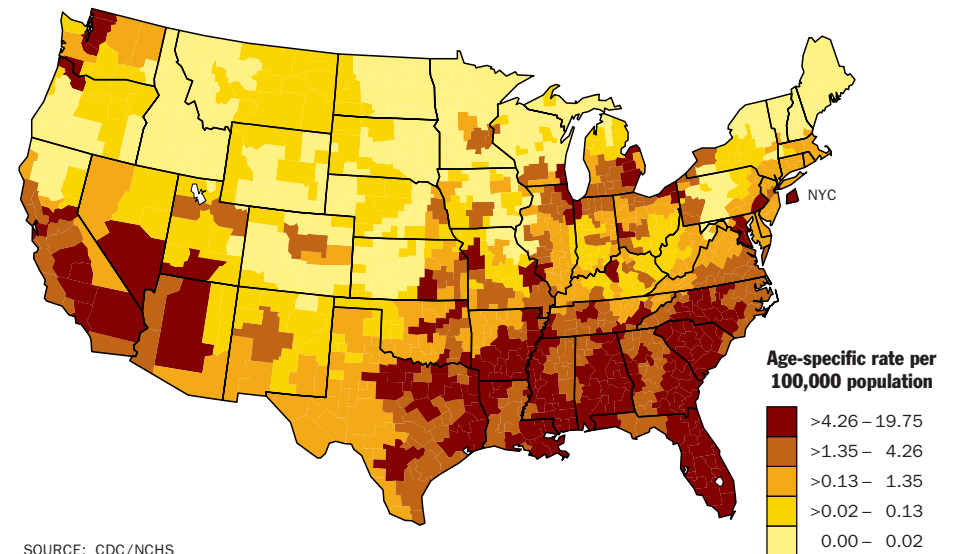 NYC
Age-specific rate per
100,000 population
>4.26 – 19.75
>1.35 – 4.26
>0.13 – 1.35
>0.02 – 0.13
0.00 – 0.02
SOURCE: CDC/NCHS